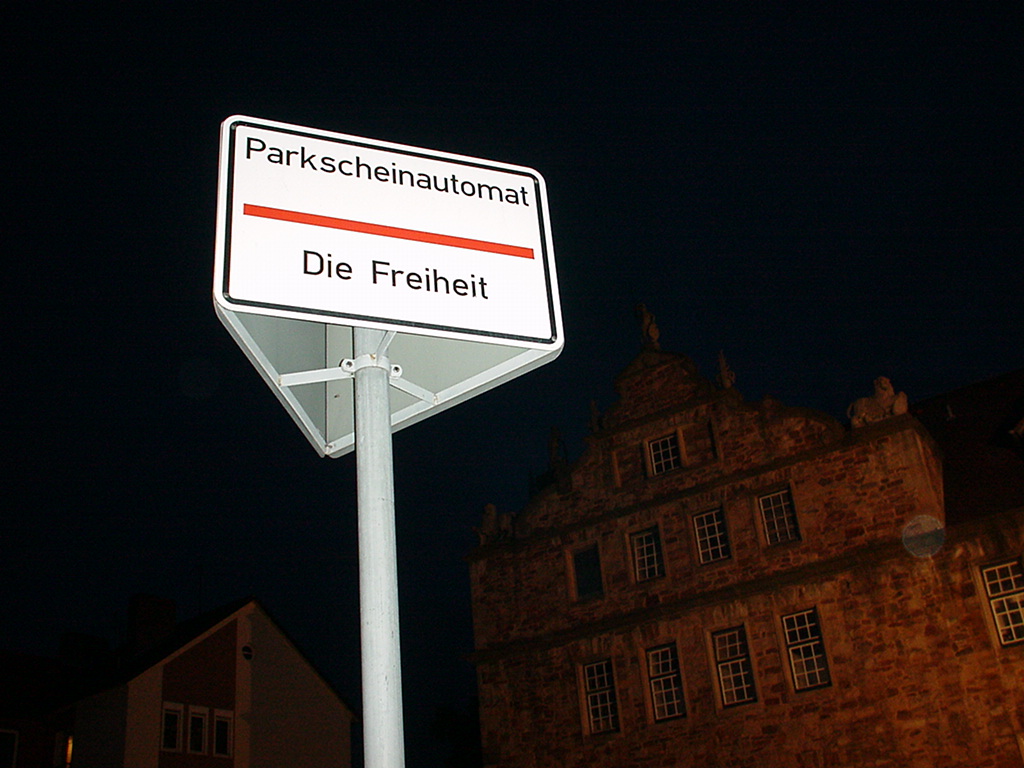 Parkscheinautomat
Die Freiheit